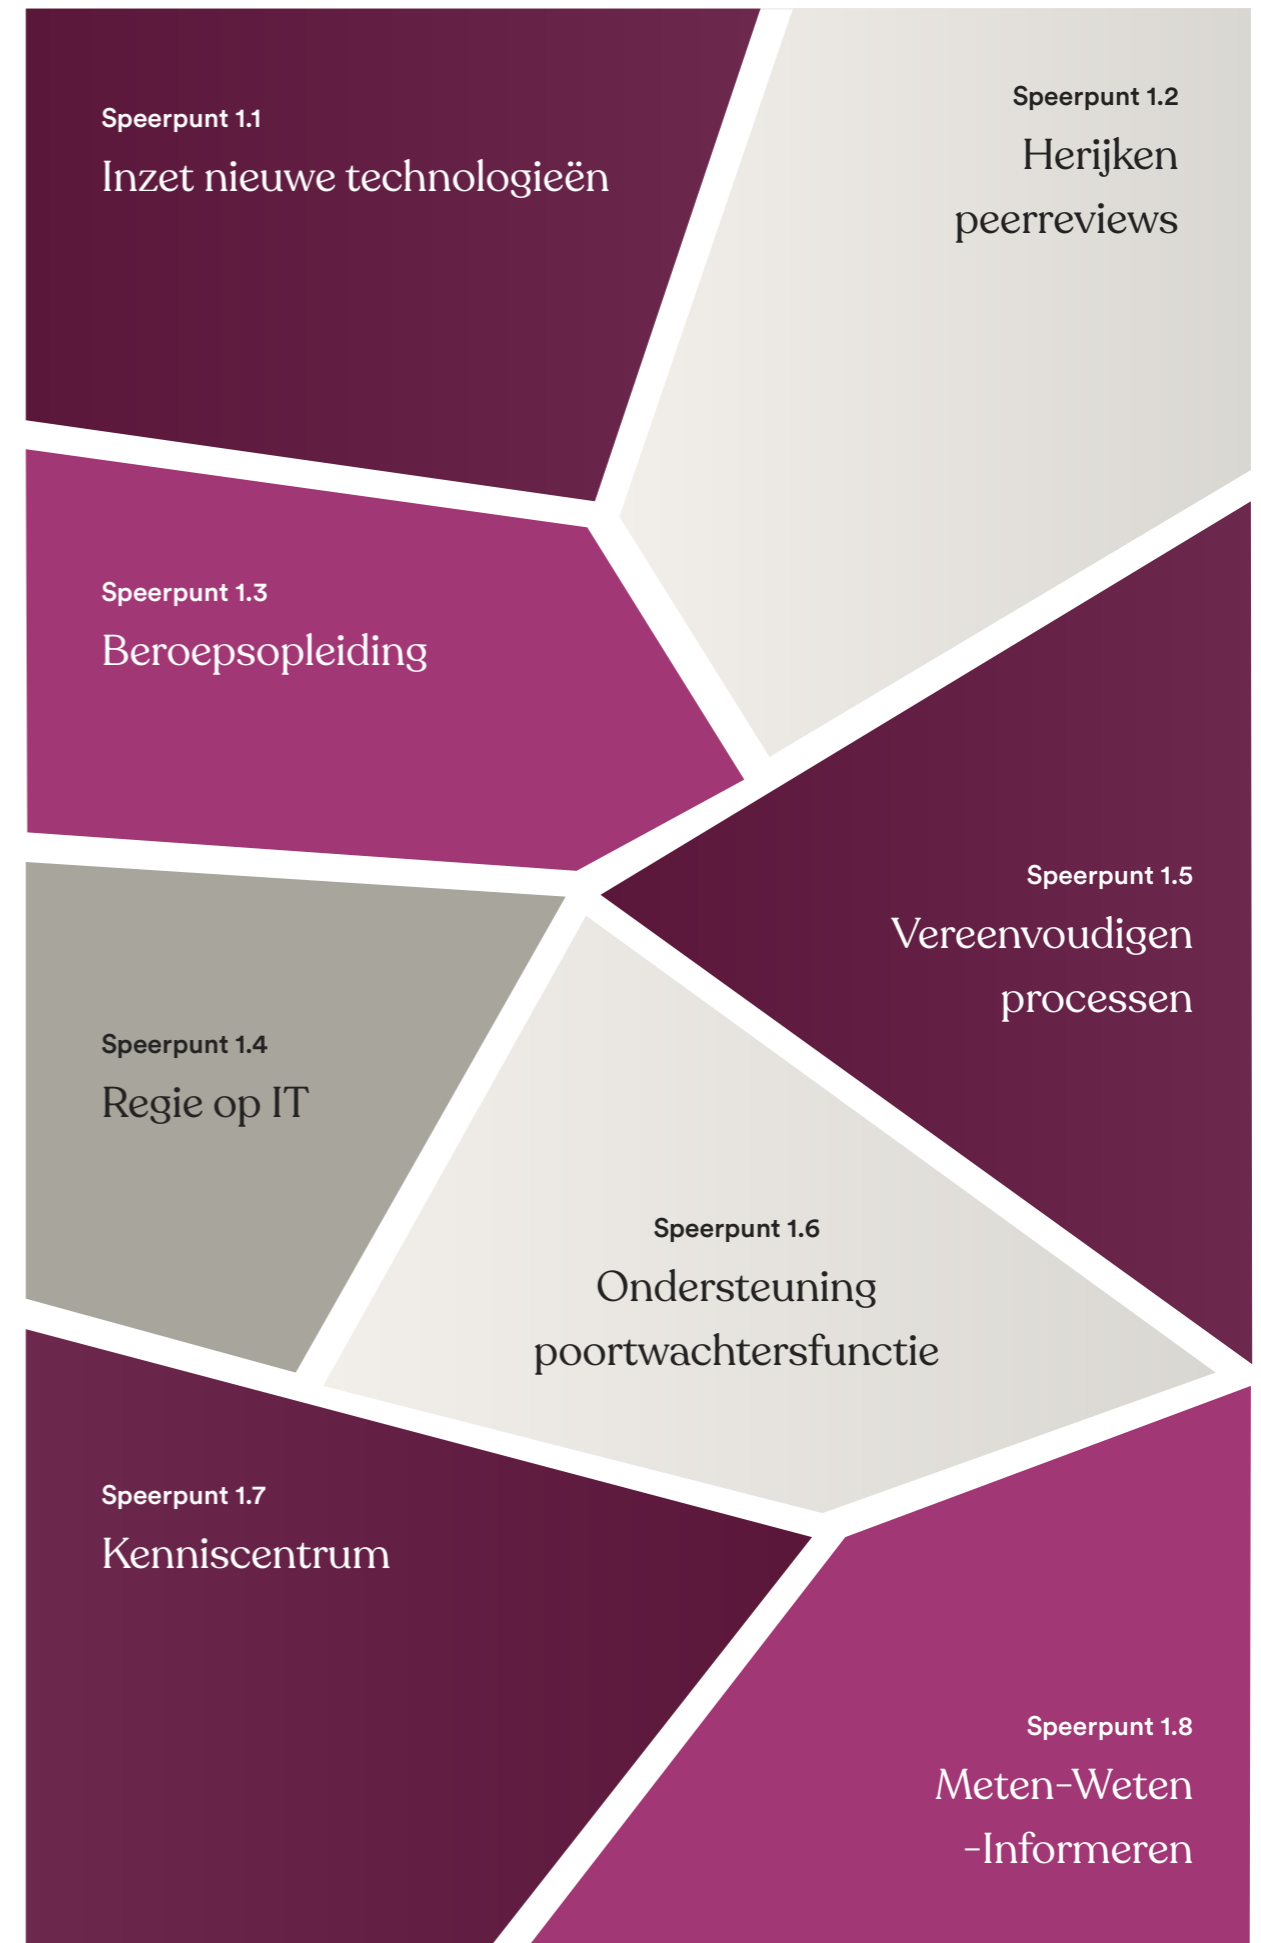 Speerpunt 1.1
Inzet nieuwe technologieën
Speerpunt 1.2
Herijken
peerreviews
Speerpunt 1.3
Beroepsopleiding
Speerpunt 1.4
Regie op IT
Speerpunt 1.5
Vereenvoudigen
processen
Speerpunt 1.6
Ondersteuning
poortwachtersfunctie
Speerpunt 1.7
Kenniscentrum
Speerpunt 1.8
Meten-Weten
-Informeren